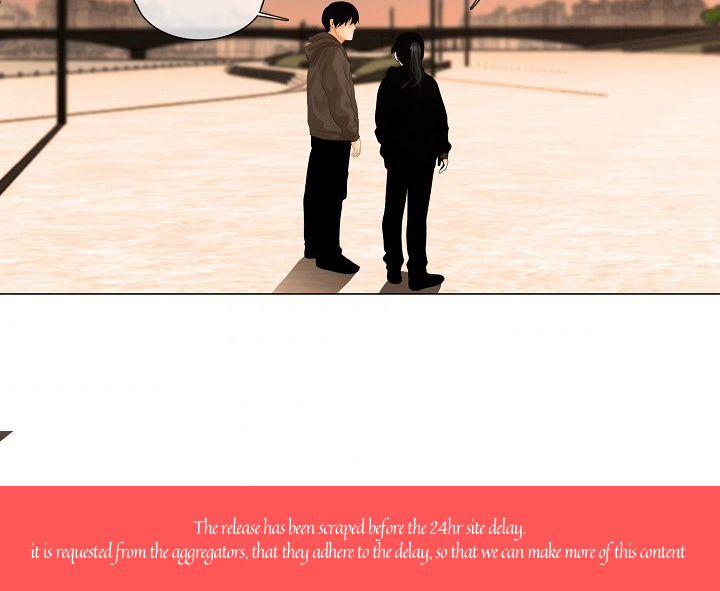 The release has been scraped before the 24hr site delay.
it is requested from the aggregators, that they adhere to the delay, so that we can make more of this content